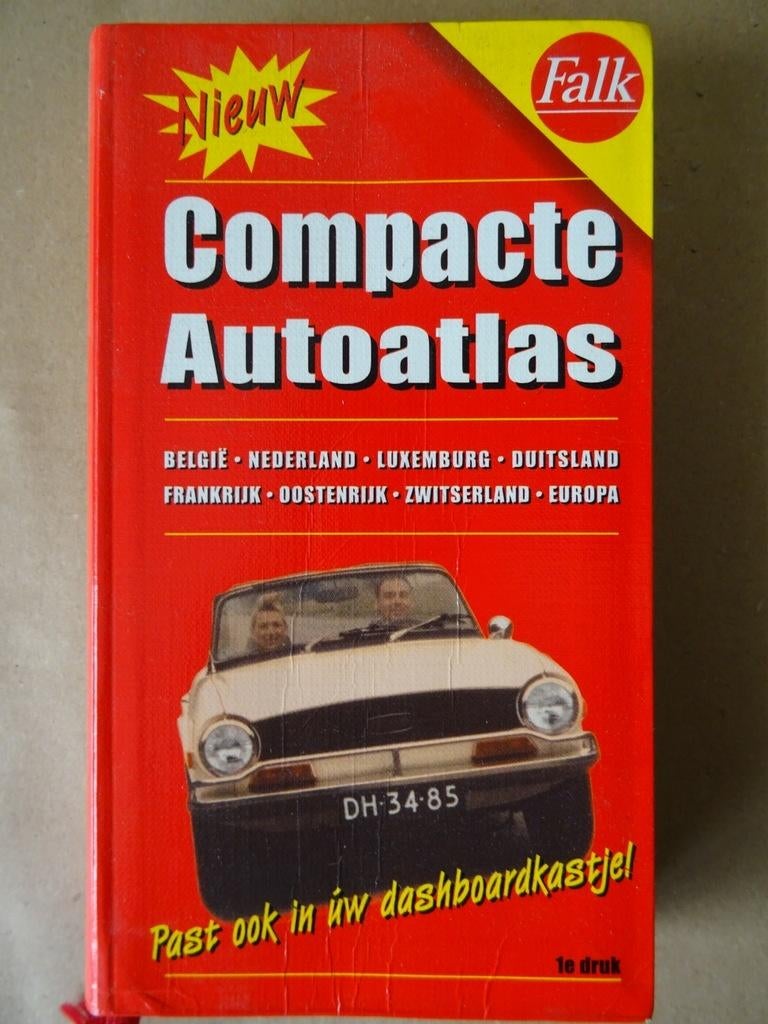 Nieuw
Falk
Compacte
Autoatlas
BELGIË • NEDERLAND • LUXEMBURG • DUITSLAND
FRANKRIJK • OOSTENRIJK • ZWITSERLAND • EUROPA
DH-34-85
Past ook in úw dashboardkastje!
1e druk